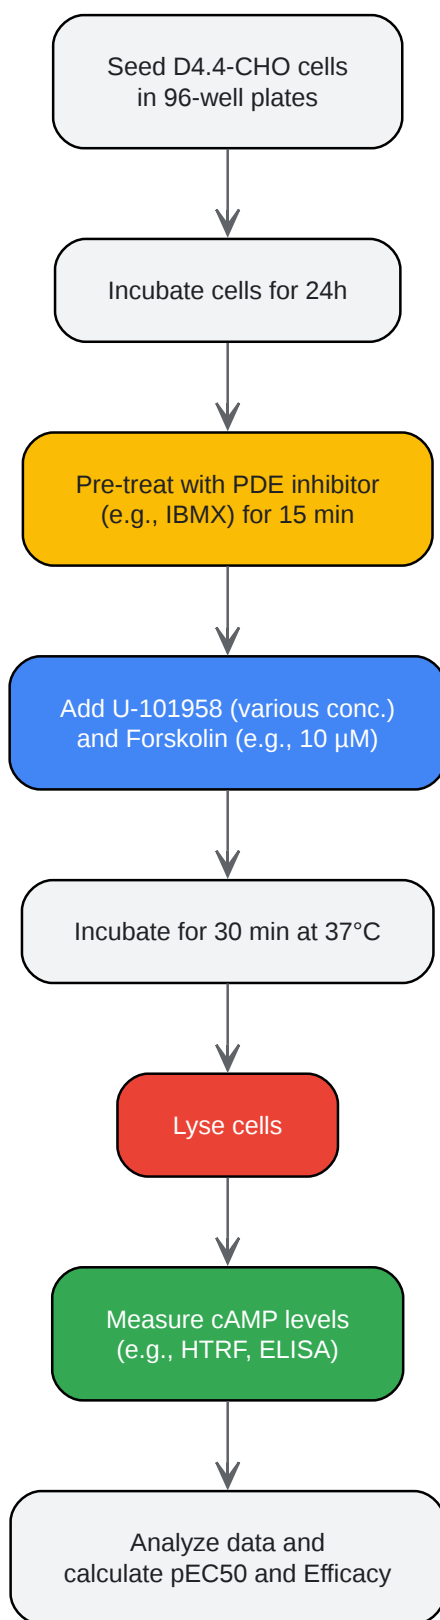 Seed D4.4-CHO cells
in 96-well plates
Incubate cells for 24h
Pre-treat with PDE inhibitor
(e.g., IBMX) for 15 min
Add U-101958 (various conc.)
and Forskolin (e.g., 10 µM)
Incubate for 30 min at 37°C
Lyse cells
Measure cAMP levels
(e.g., HTRF, ELISA)
Analyze data and
calculate pEC50 and Efficacy